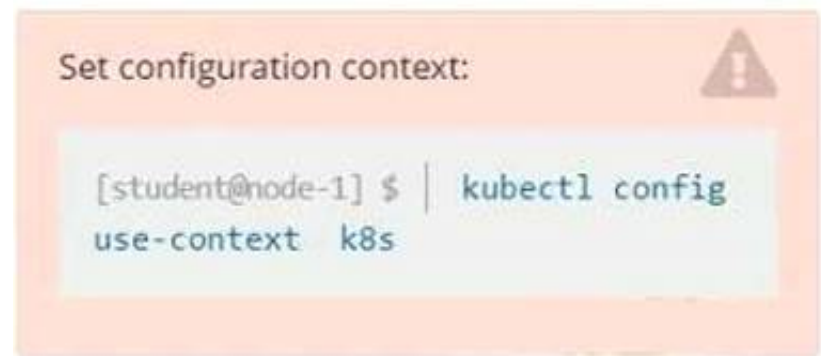 Set configuration context:
[student@node-1] $ | kubectl config
use-context k8s